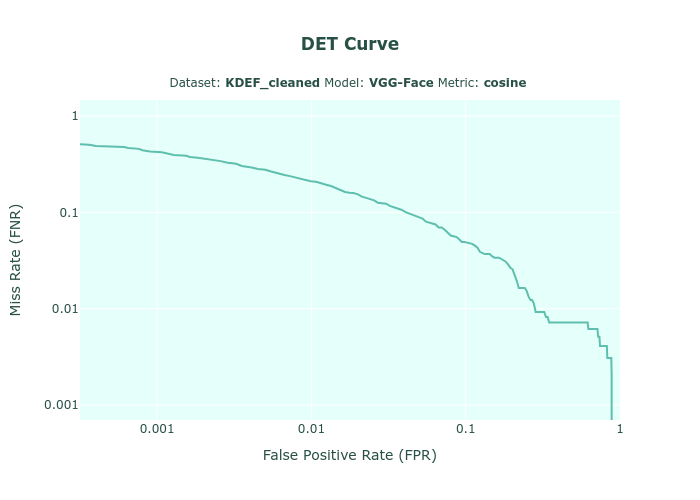 DET Curve
Dataset: KDEF_cleaned Model: VGG-Face Metric: cosine
1
0.1
0.01
0.001
Miss Rate (FNR)
0.001 0.01 0.1 1
False Positive Rate (FPR)